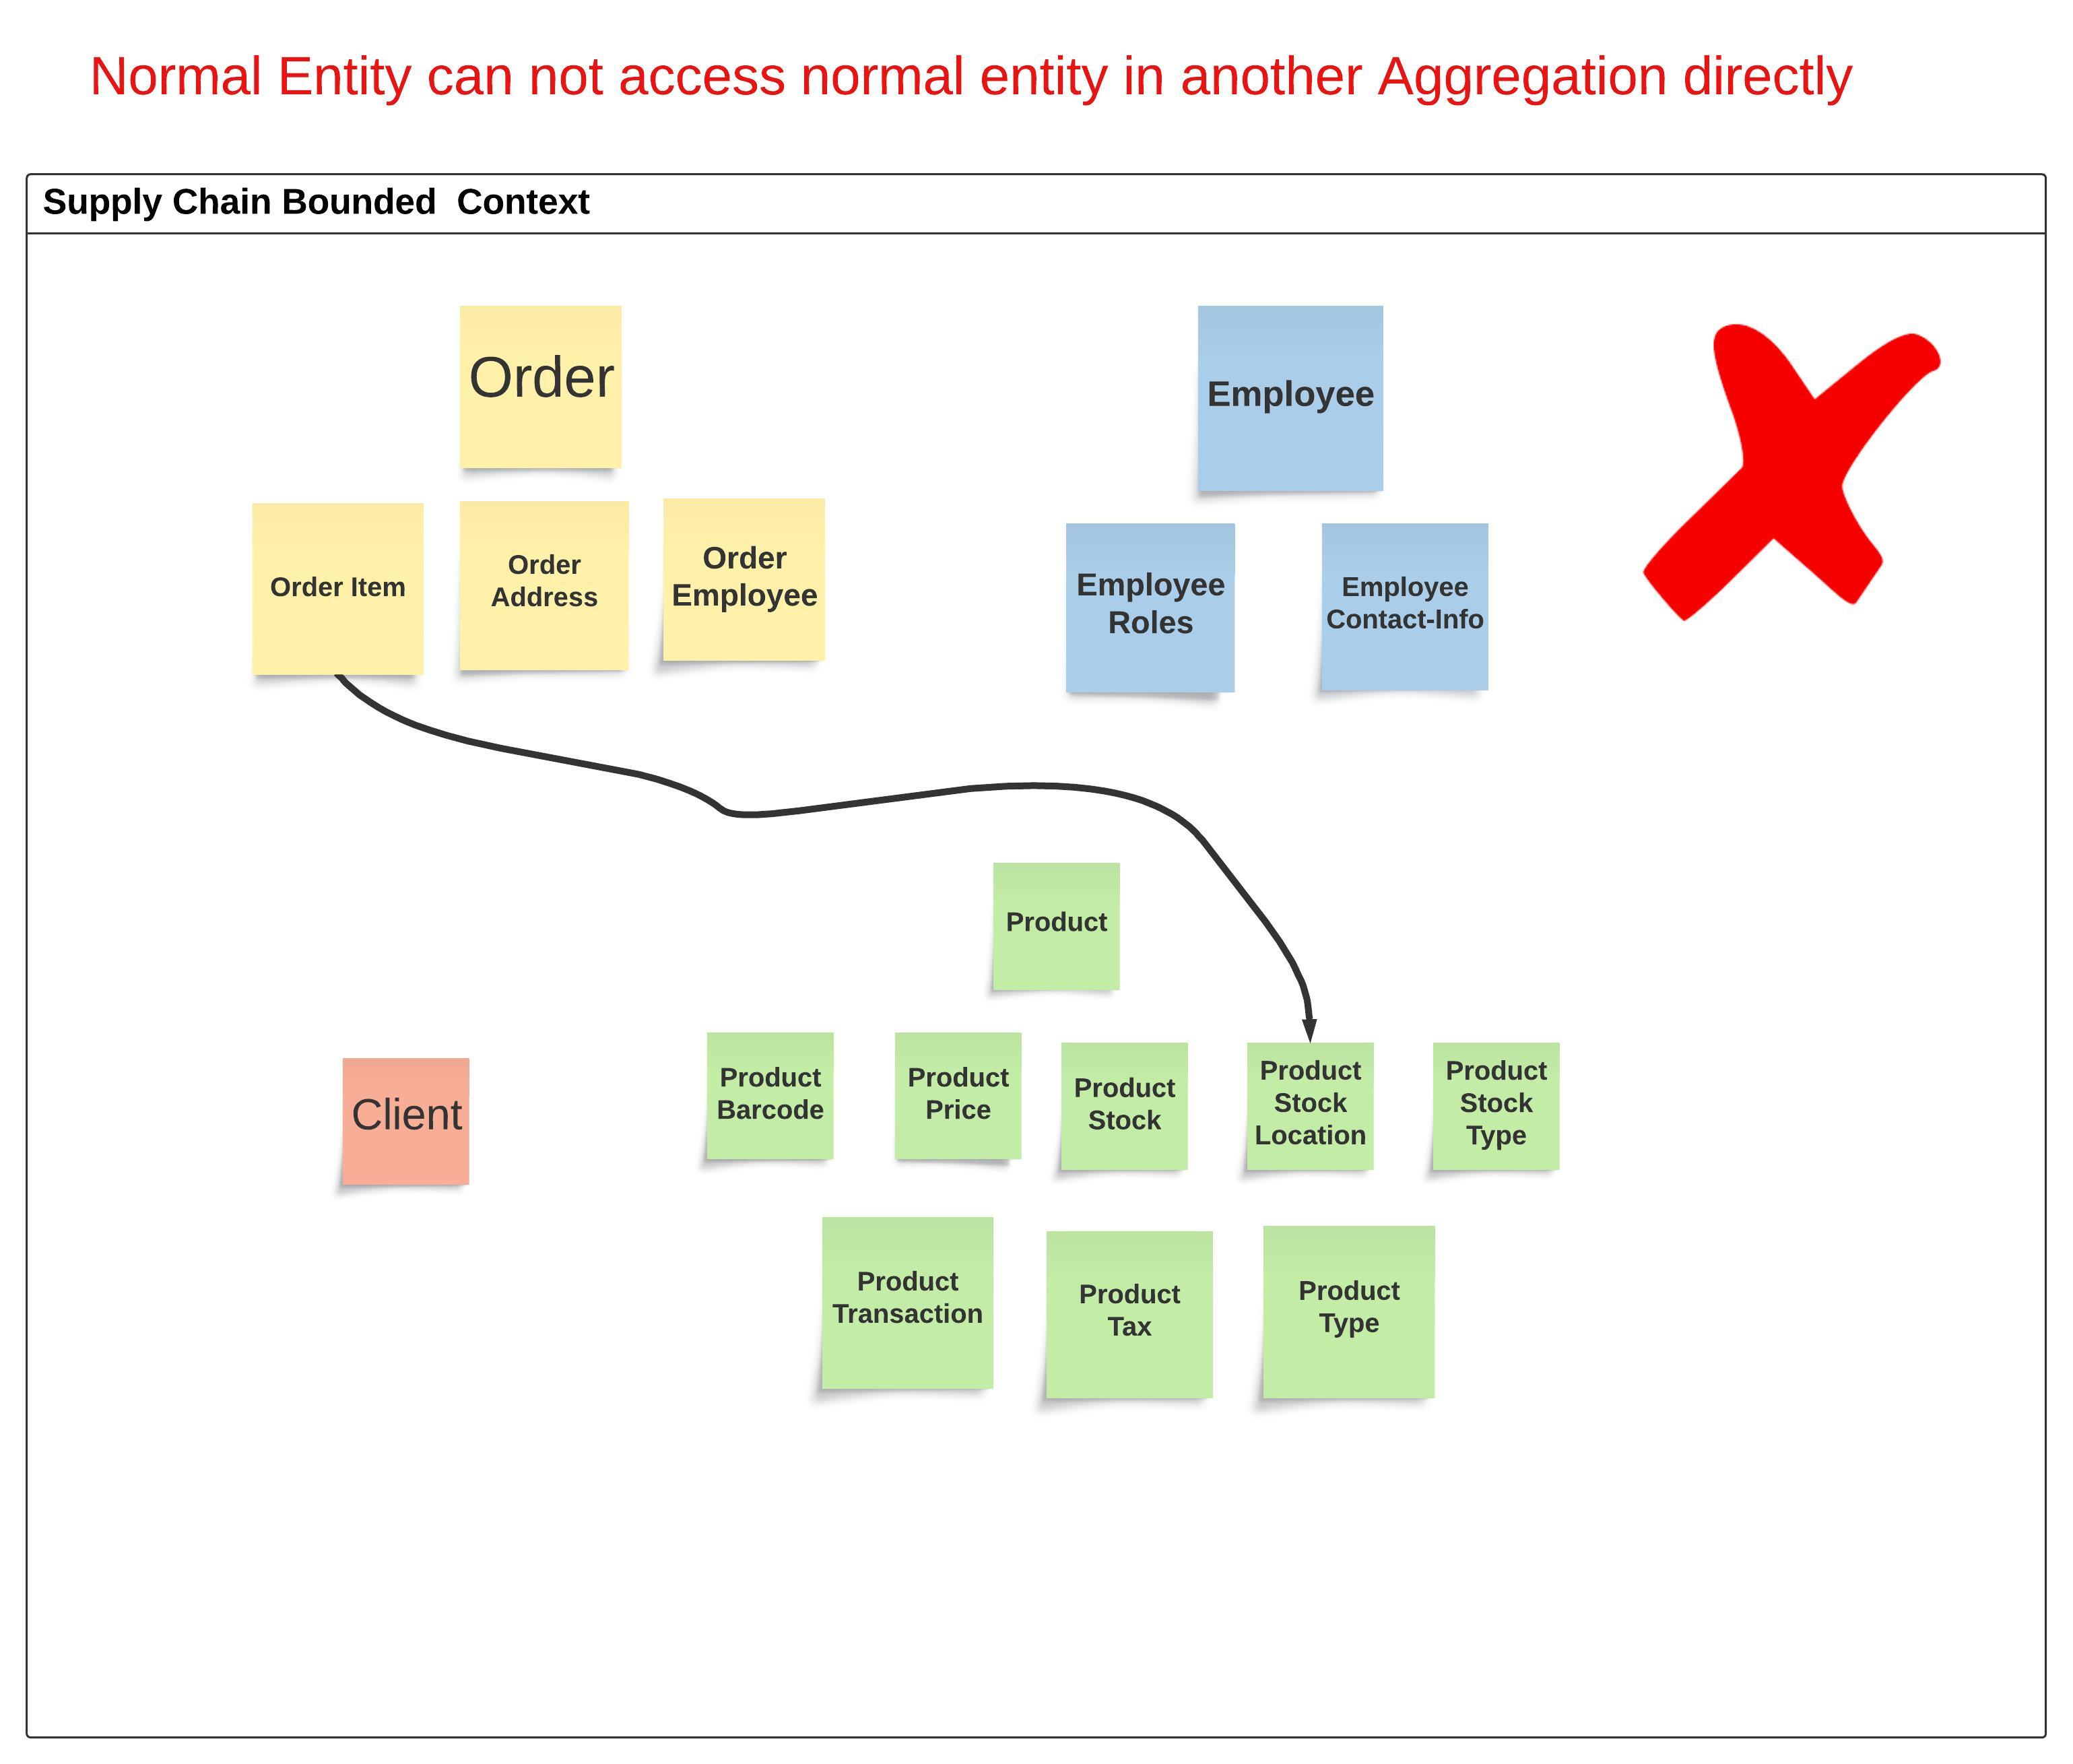 Normal Entity can not access normal entity in another Aggregation directly
Supply Chain Bounded  Context
Order
Employee
Order Item
Order
Address
Order
Employee
Employee
Roles
Employee
Contact-Info
Product
Client
Product
Barcode
Product
Price
Product
Stock
Product
Stock
Location
Product
Stock
Type
Product
Transaction
Product
Tax
Product
Type